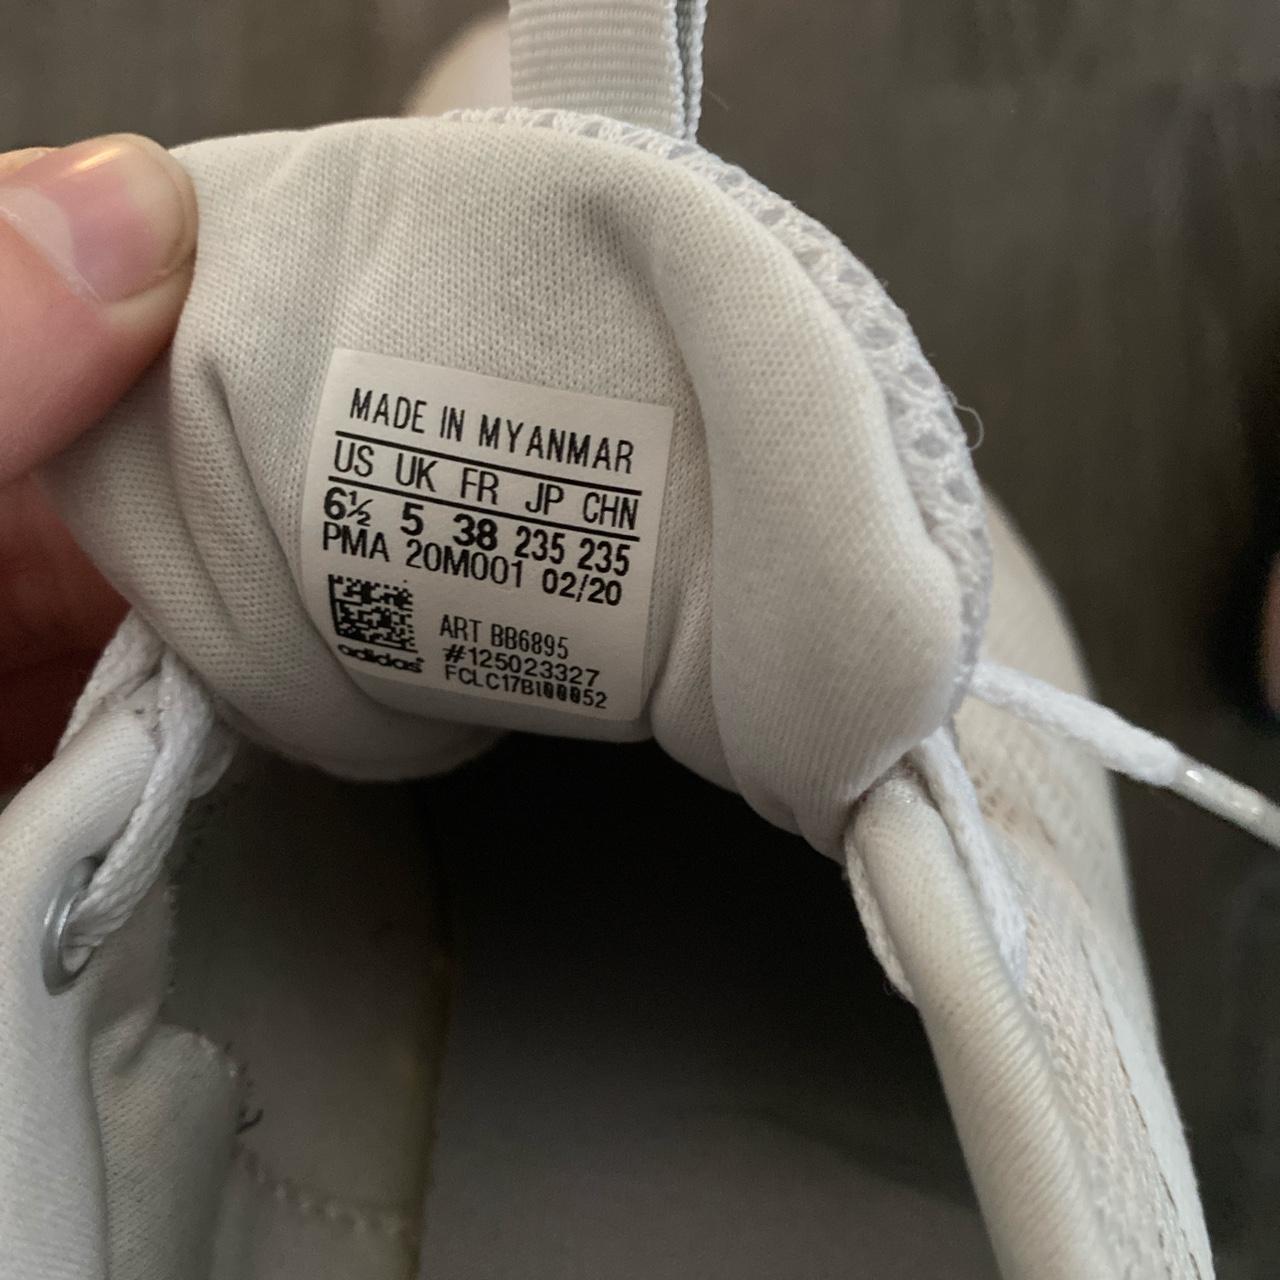 MADE IN MYANMAR
US UK FR JP CHN
6½ 5 38 235 235
PMA 20M001 02/20
ART BB6895
#125023327
adidas
FCLC17B100052